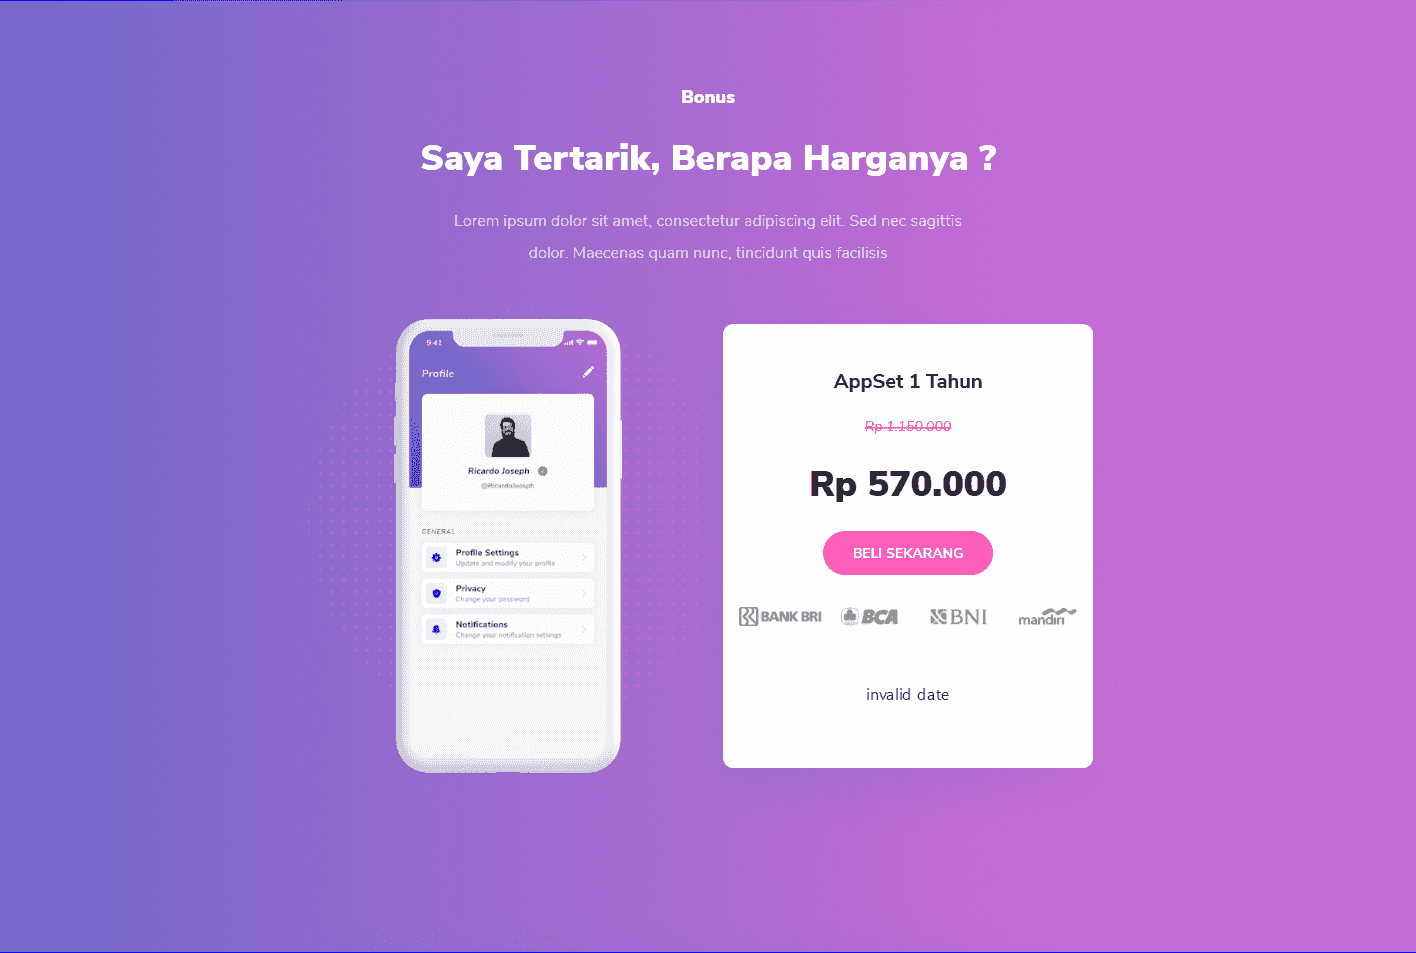 Bonus
Saya Tertarik, Berapa Harganya ?
Lorem ipsum dolor sit amet, consectetur adipiscing elit. Sed nec sagittis
dolor. Maecenas quam nunc, tincidunt quis facilisis
9:41
Profile
Ricardo Joseph
@RicardoJoseph
GENERAL
Profile Settings
Update and modify your profile
Privacy
Change your password
Notifications
Change your notification settings
AppSet 1 Tahun
Rp 1.150.000
Rp 570.000
BELI SEKARANG
BANK BRI BCA BNI mandiri
invalid date